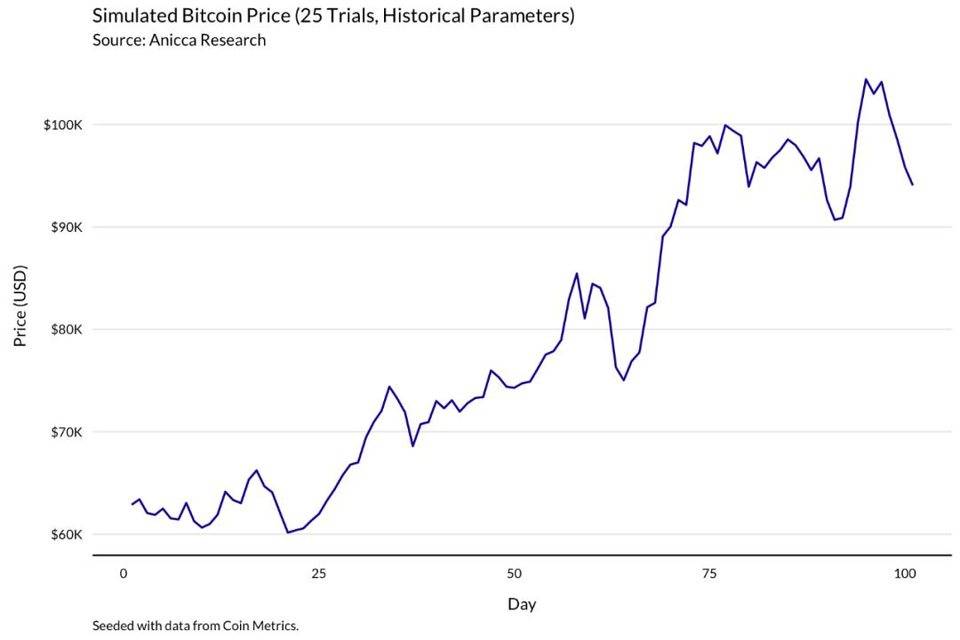 Simulated Bitcoin Price (25 Trials, Historical Parameters)
Source: Anicca Research
$100K
$90K
$80K
$70K
$60K
Price (USD)
0 25 50 75 100
Day
Seeded with data from Coin Metrics.